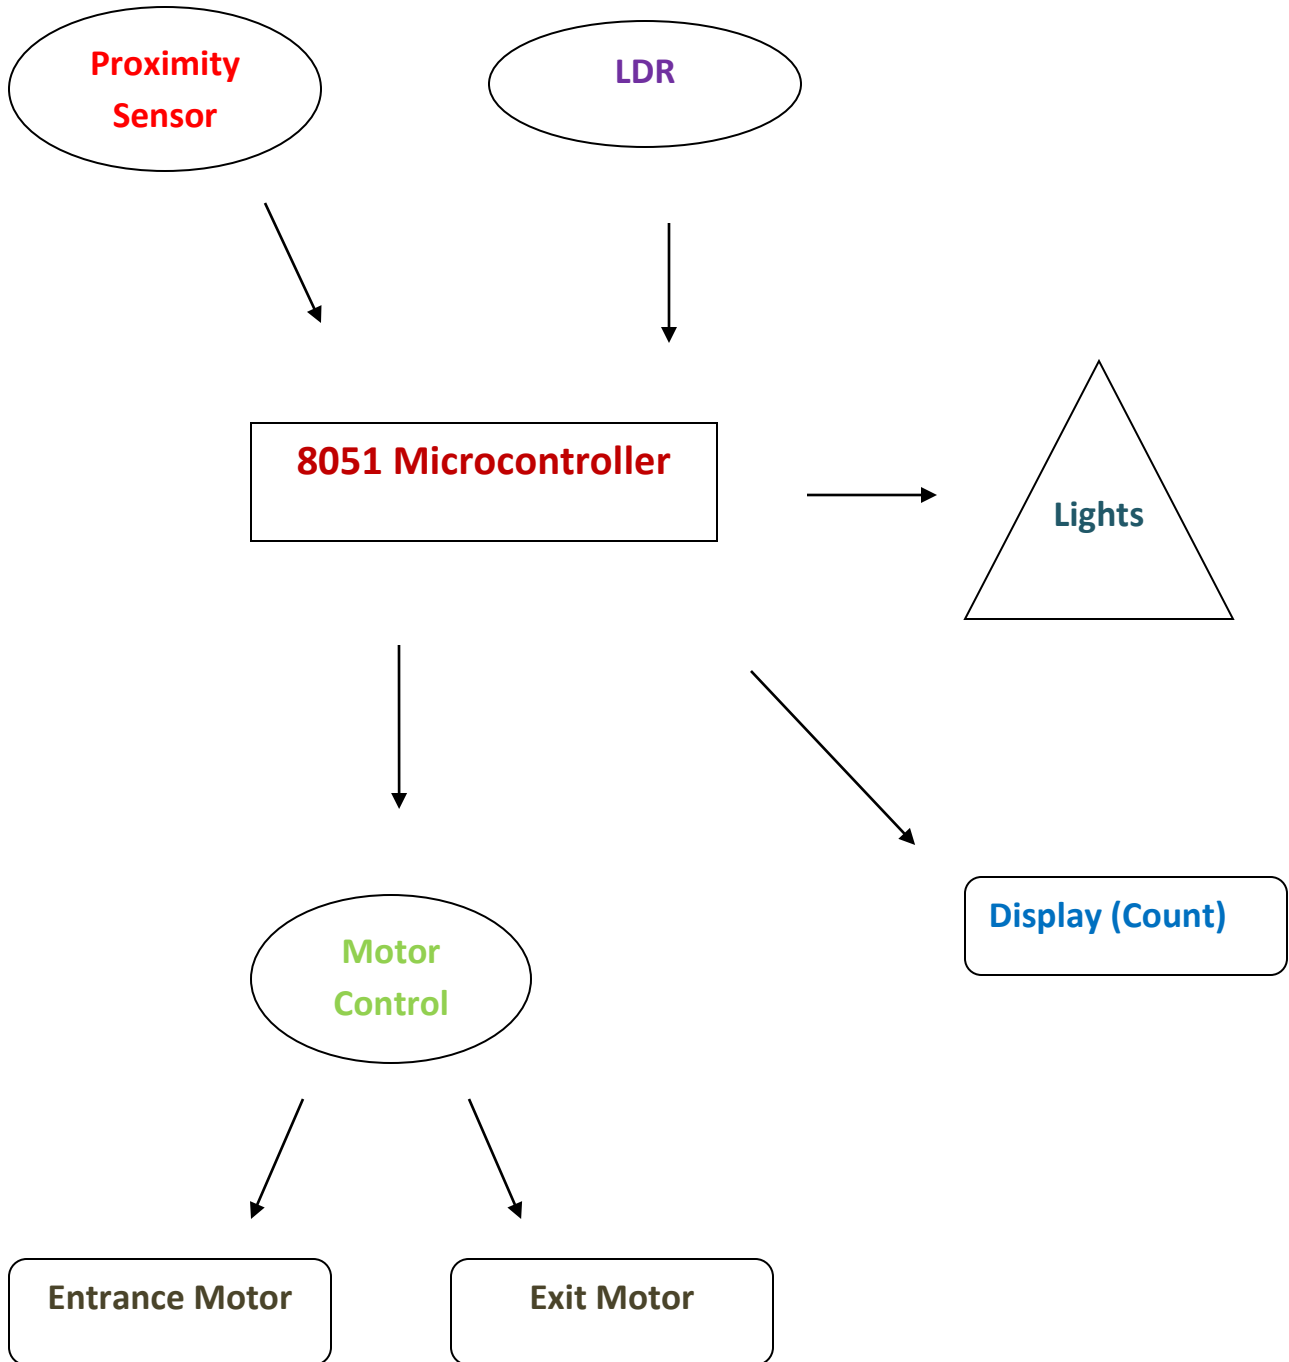 Proximity
Sensor
LDR
8051 Microcontroller
Lights
Display (Count)
Motor
Control
Entrance Motor
Exit Motor